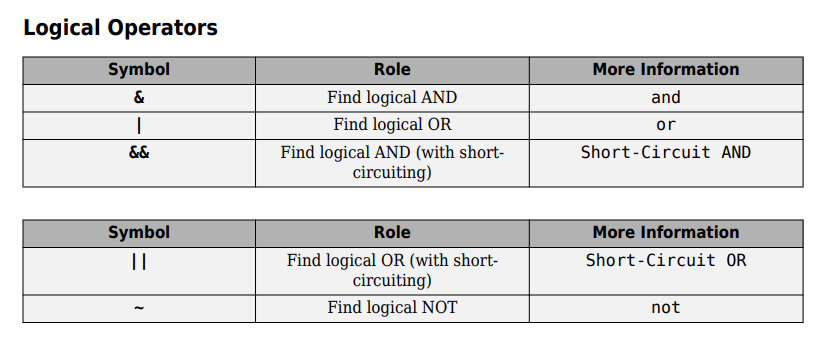 Logical Operators
Symbol Role More Information
& Find logical AND and
| Find logical OR or
&& Find logical AND (with short- Short-Circuit AND
circuiting)
Symbol Role More Information
|| Find logical OR (with short- Short-Circuit OR
circuiting)
~ Find logical NOT not